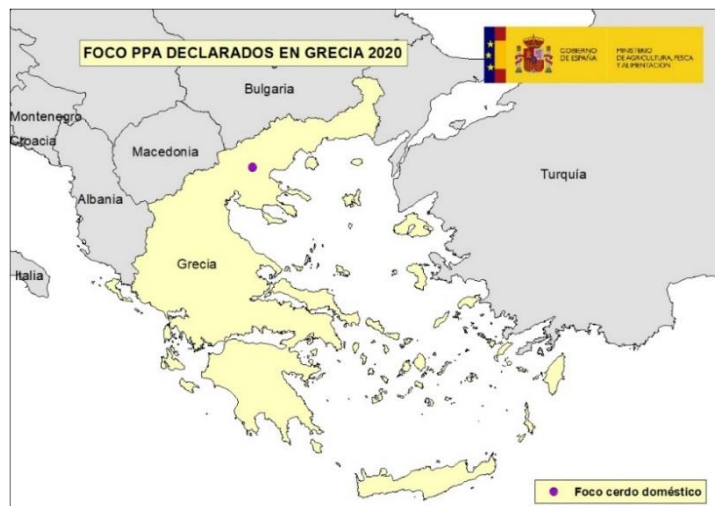 FOCO PPA DECLARADOS EN GRECIA 2020
GOBIERNO
DE ESPAÑA
MINISTERIO
DE AGRICULTURA, PESCA
Y ALIMENTACIÓN
Bulgaria
Montenegro
Croacia
Macedonia
Albania
Turquía
Grecia
Italia
Foco cerdo doméstico